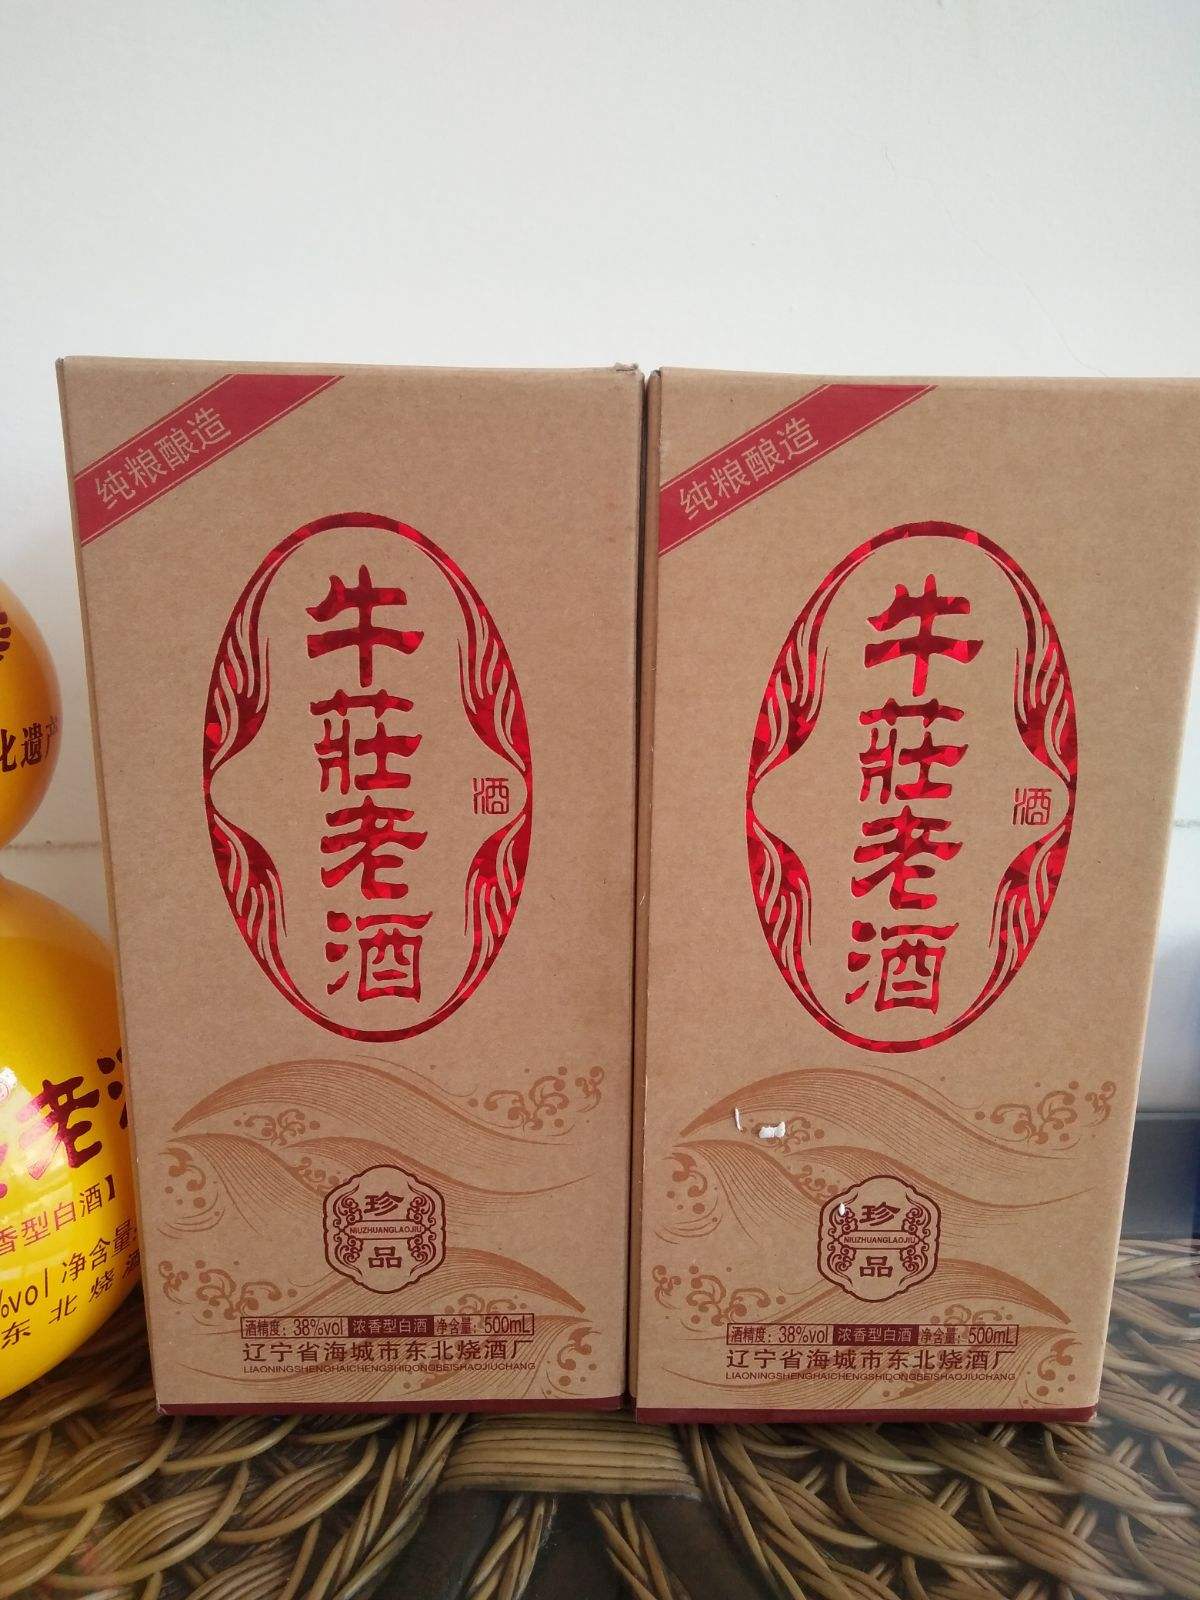 纯粮酿造
牛莊老酒
酒
珍
NIUZHUANGLAOJIU
品
酒精度：38%vol 浓香型白酒 净含量：500mL
辽宁省海城市东北烧酒厂
LIAONINGSHENGHAICHENGSHIDONGBEISHAOJIUCHANG
纯粮酿造
牛莊老酒
酒
珍
NIUZHUANGLAOJIU
品
酒精度：38%vol 浓香型白酒 净含量：500mL
辽宁省海城市东北烧酒厂
LIAONINGSHENGHAICHENGSHIDONGBEISHAOJIUCHANG
北遗产
老酒
香型白酒】
%vol 净含量:
东北烧酒